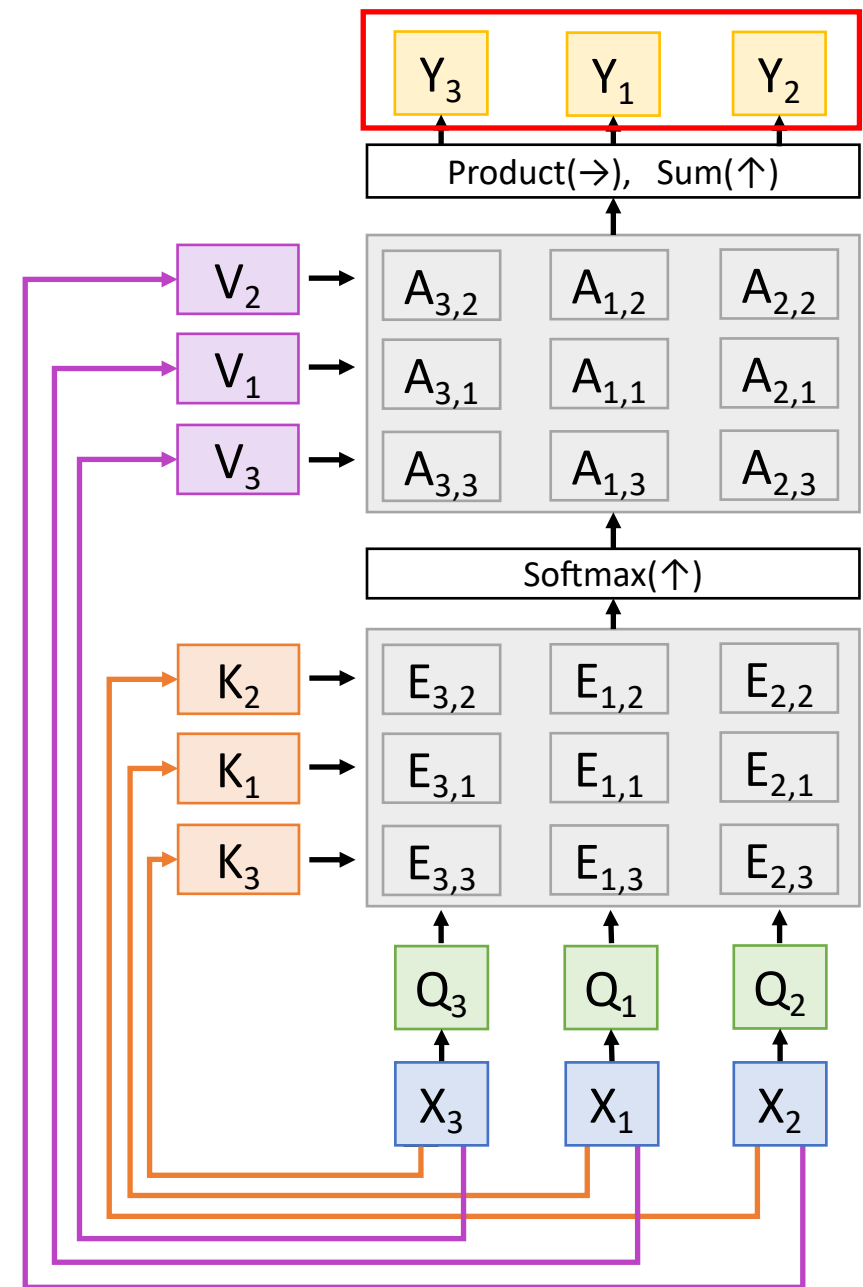 Y₃ Y₁ Y₂
Product(→), Sum(↑)
V₂ A₃,₂ A₁,₂ A₂,₂
V₁ A₃,₁ A₁,₁ A₂,₁
V₃ A₃,₃ A₁,₃ A₂,₃
Softmax(↑)
K₂ E₃,₂ E₁,₂ E₂,₂
K₁ E₃,₁ E₁,₁ E₂,₁
K₃ E₃,₃ E₁,₃ E₂,₃
Q₃ Q₁ Q₂
X₃ X₁ X₂